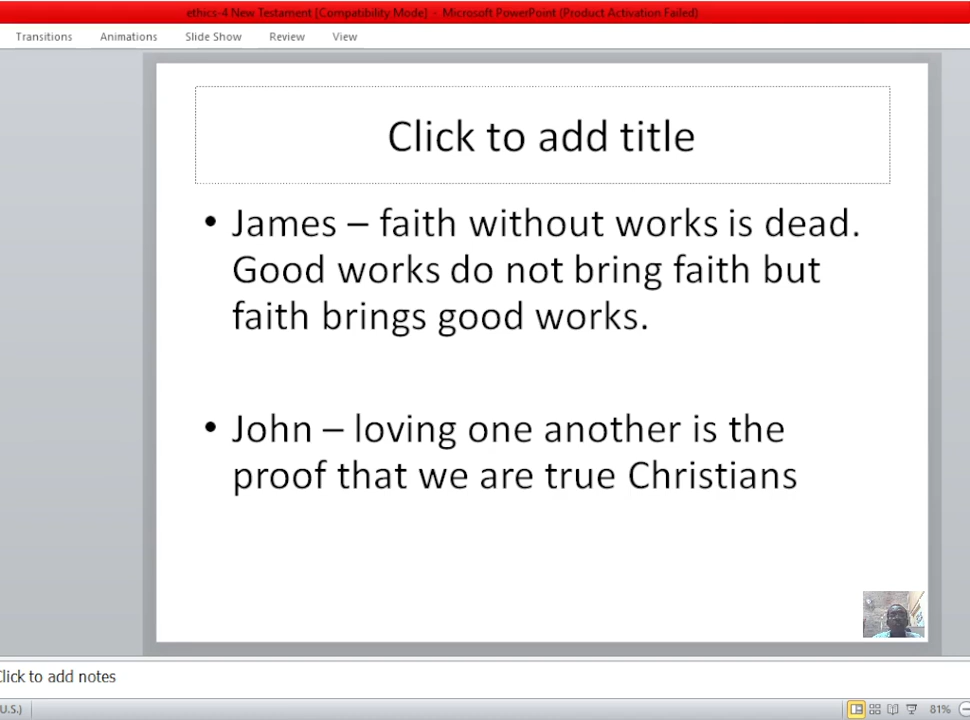 ethics-4 New Testament [Compatibility Mode] - Microsoft PowerPoint (Product Activation Failed)
Transitions Animations Slide Show Review View
Click to add title
• James – faith without works is dead.
Good works do not bring faith but
faith brings good works.
• John – loving one another is the
proof that we are true Christians
Click to add notes
U.S.) 81%